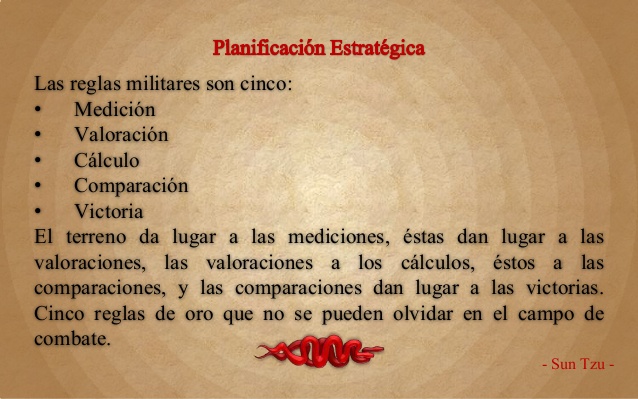 Planificación Estratégica
Las reglas militares son cinco:
• Medición
• Valoración
• Cálculo
• Comparación
• Victoria
El terreno da lugar a las mediciones, éstas dan lugar a las
valoraciones, las valoraciones a los cálculos, éstos a las
comparaciones, y las comparaciones dan lugar a las victorias.
Cinco reglas de oro que no se pueden olvidar en el campo de
combate.
- Sun Tzu -